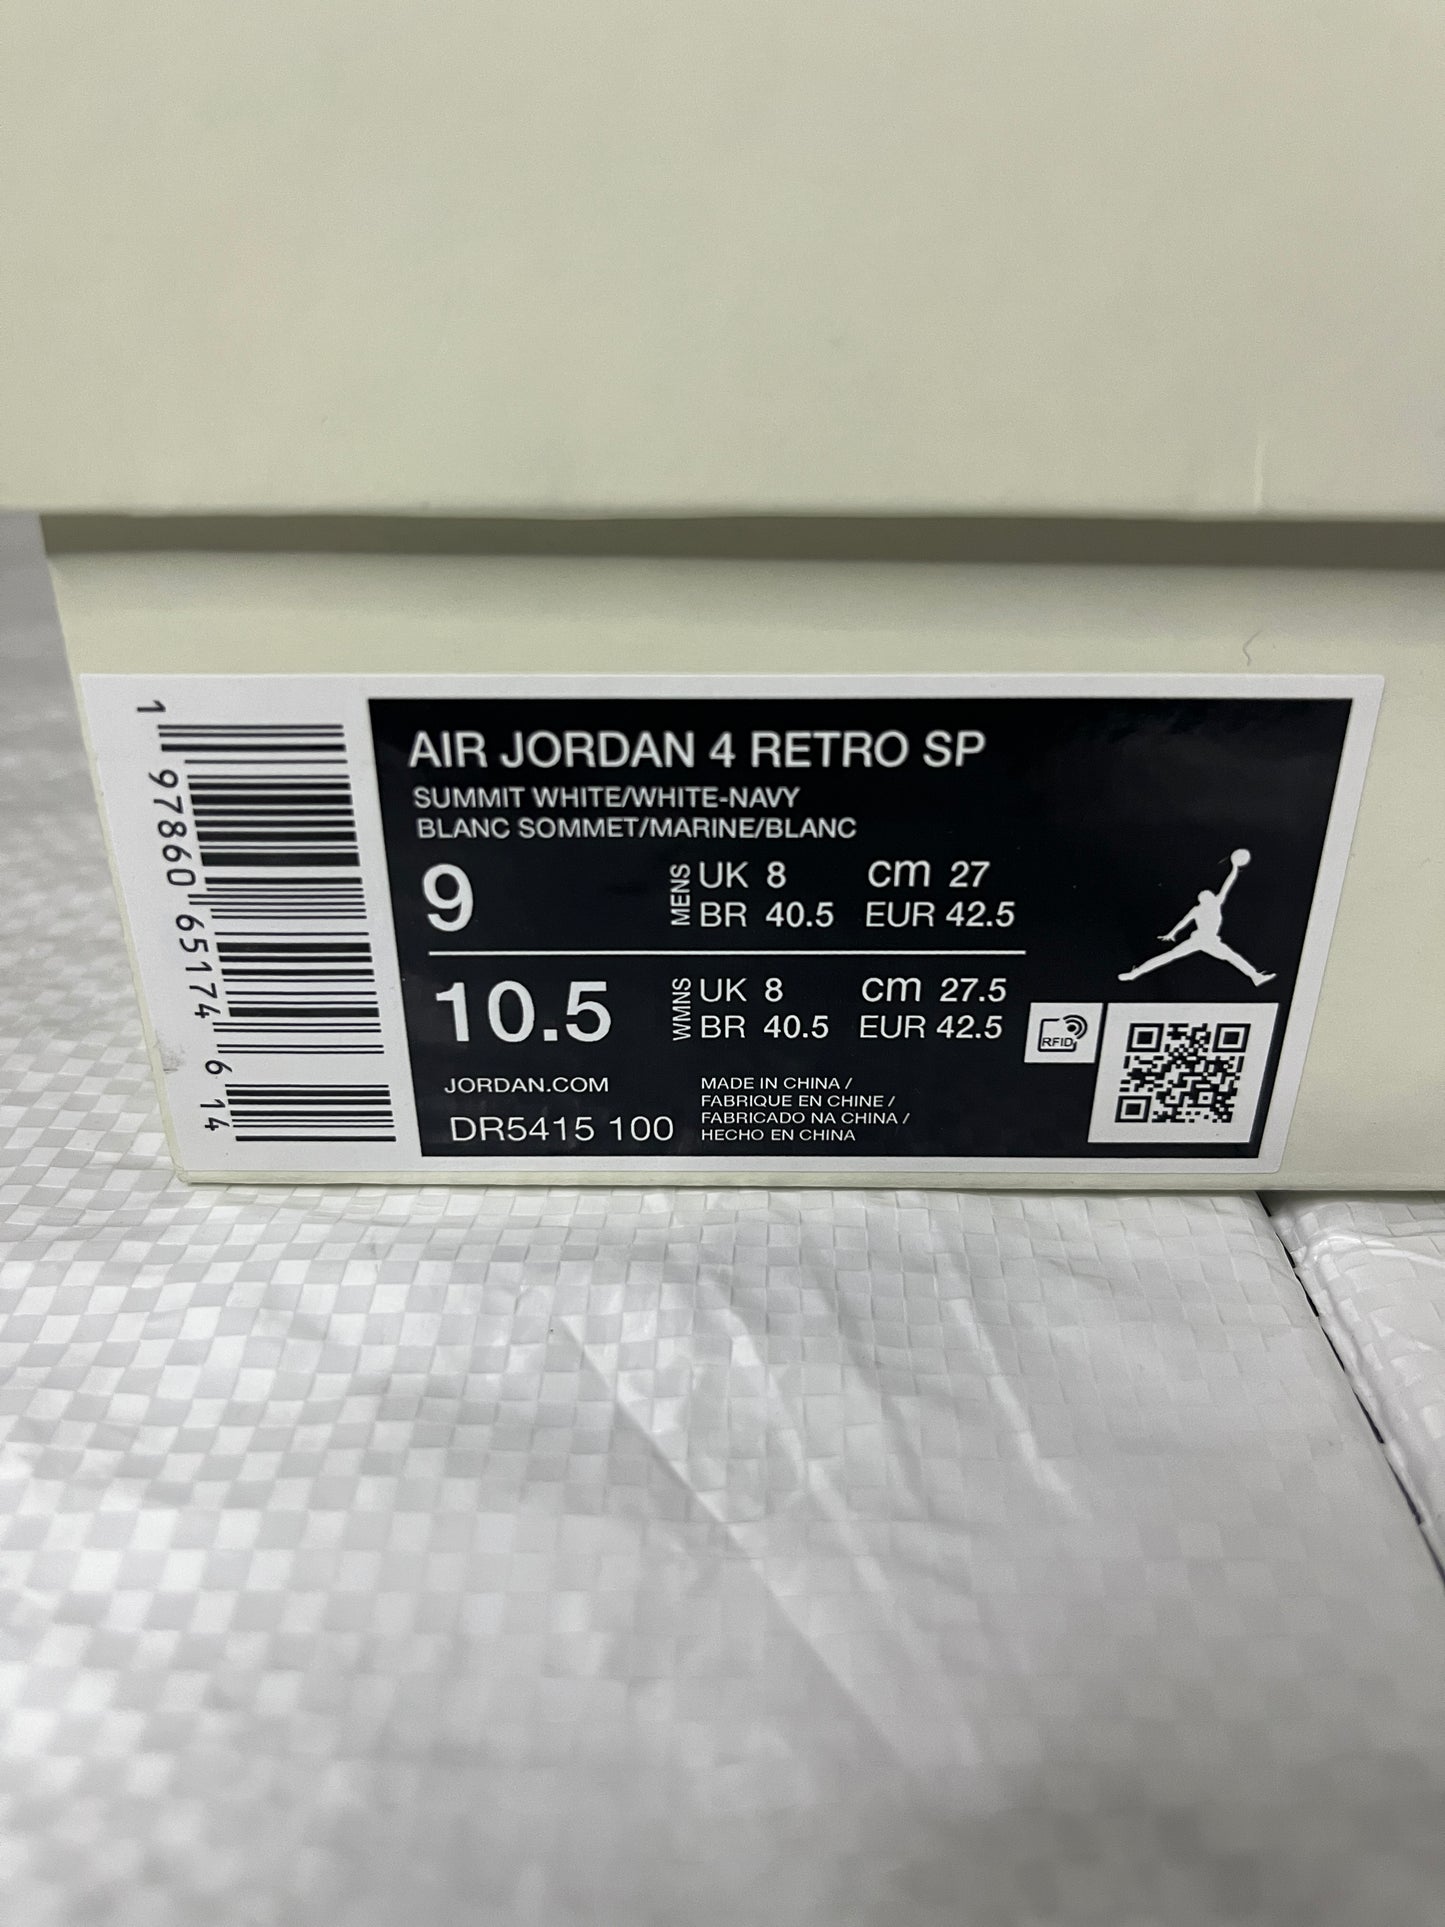 1 97860 65174 6 14
AIR JORDAN 4 RETRO SP
SUMMIT WHITE/WHITE-NAVY
BLANC SOMMET/MARINE/BLANC
9 MENS UK 8 cm 27
BR 40.5 EUR 42.5
10.5 WMNS UK 8 cm 27.5
BR 40.5 EUR 42.5
RFID
JORDAN.COM
DR5415 100
MADE IN CHINA /
FABRIQUE EN CHINE /
FABRICADO NA CHINA /
HECHO EN CHINA